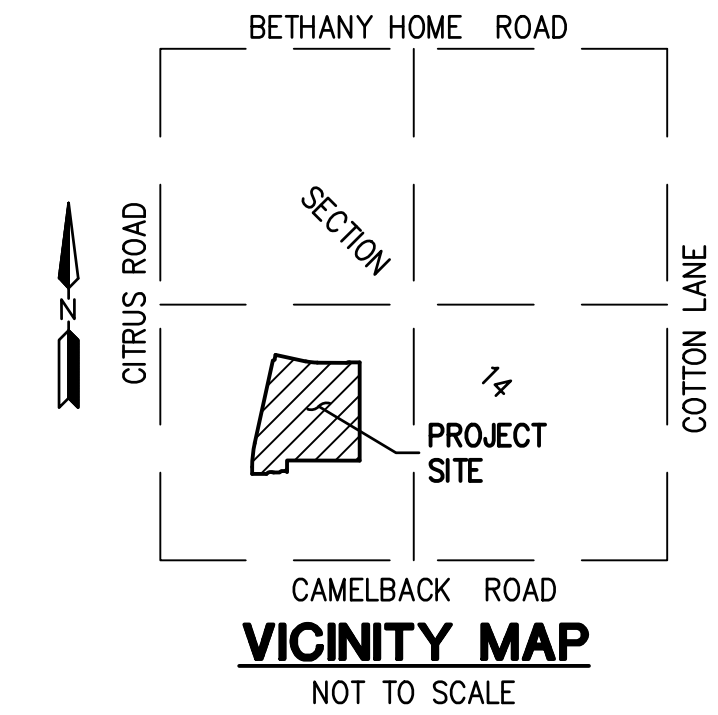 BETHANY HOME ROAD
SECTION
CITRUS ROAD
N
COTTON LANE
14
PROJECT
SITE
CAMELBACK ROAD
VICINITY MAP
NOT TO SCALE